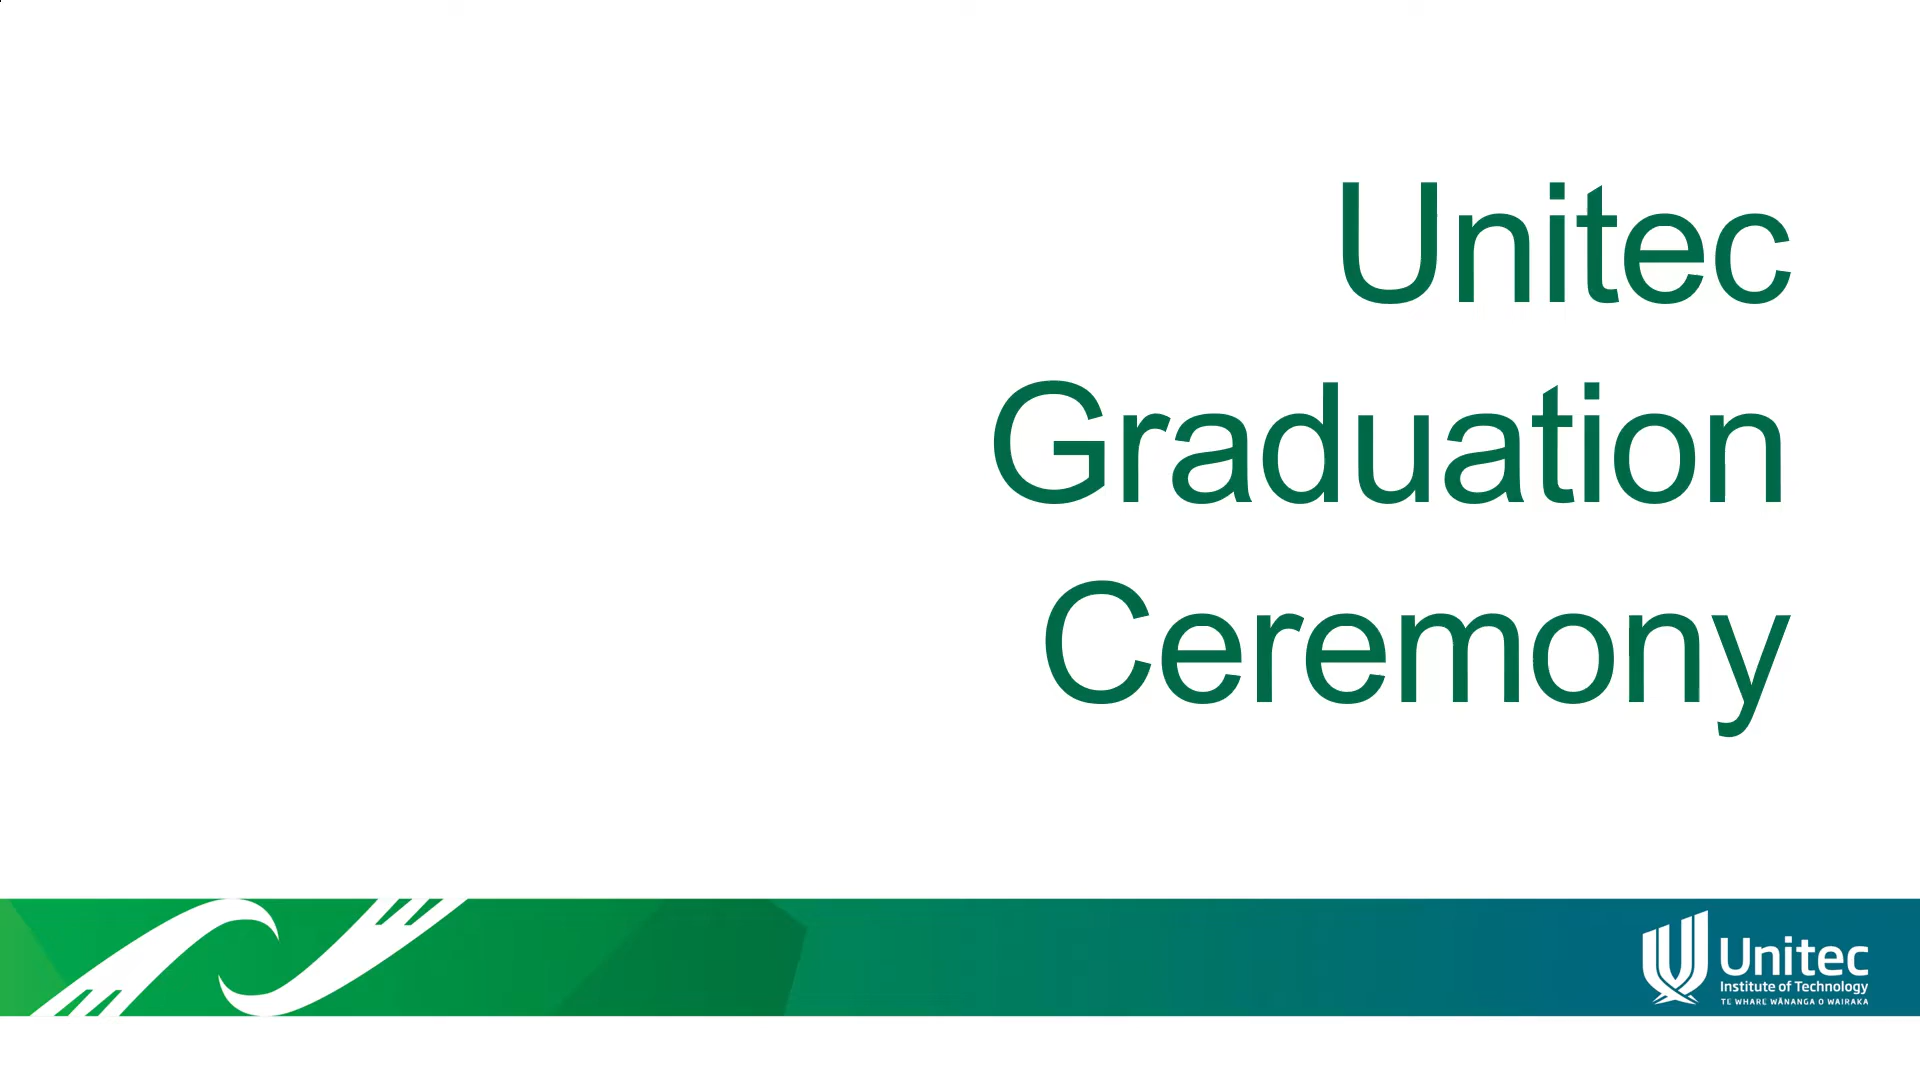 Unitec
Graduation
Ceremony
Unitec
Institute of Technology
TE WHARE WĀNANGA O WAIRAKA